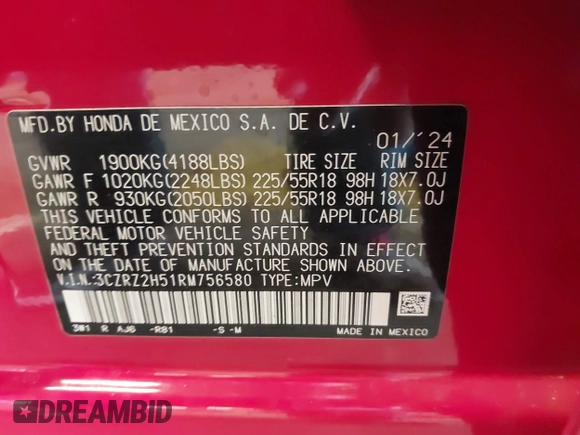 MFD.BY HONDA DE MEXICO S.A. DE C.V.
01/'24
GVWR 1900KG(4188LBS) TIRE SIZE RIM SIZE
GAWR F 1020KG(2248LBS) 225/55R18 98H 18X7.0J
GAWR R 930KG(2050LBS) 225/55R18 98H 18X7.0J
THIS VEHICLE CONFORMS TO ALL APPLICABLE
FEDERAL MOTOR VEHICLE SAFETY
AND THEFT PREVENTION STANDARDS IN EFFECT
ON THE DATE OF MANUFACTURE SHOWN ABOVE.
V.I.N.:3CZRZ2H51RM756580 TYPE:MPV
3W1 R AJ6 -R81 -S -M
MADE IN MEXICO
DREAMBID